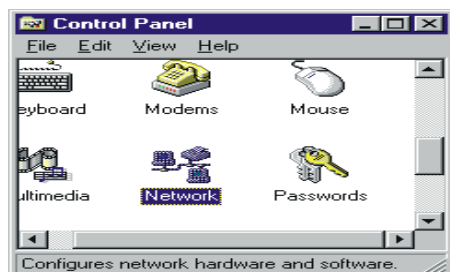 Control Panel
File Edit View Help
eyboard Modems Mouse
ultimedia Network Passwords
Configures network hardware and software.